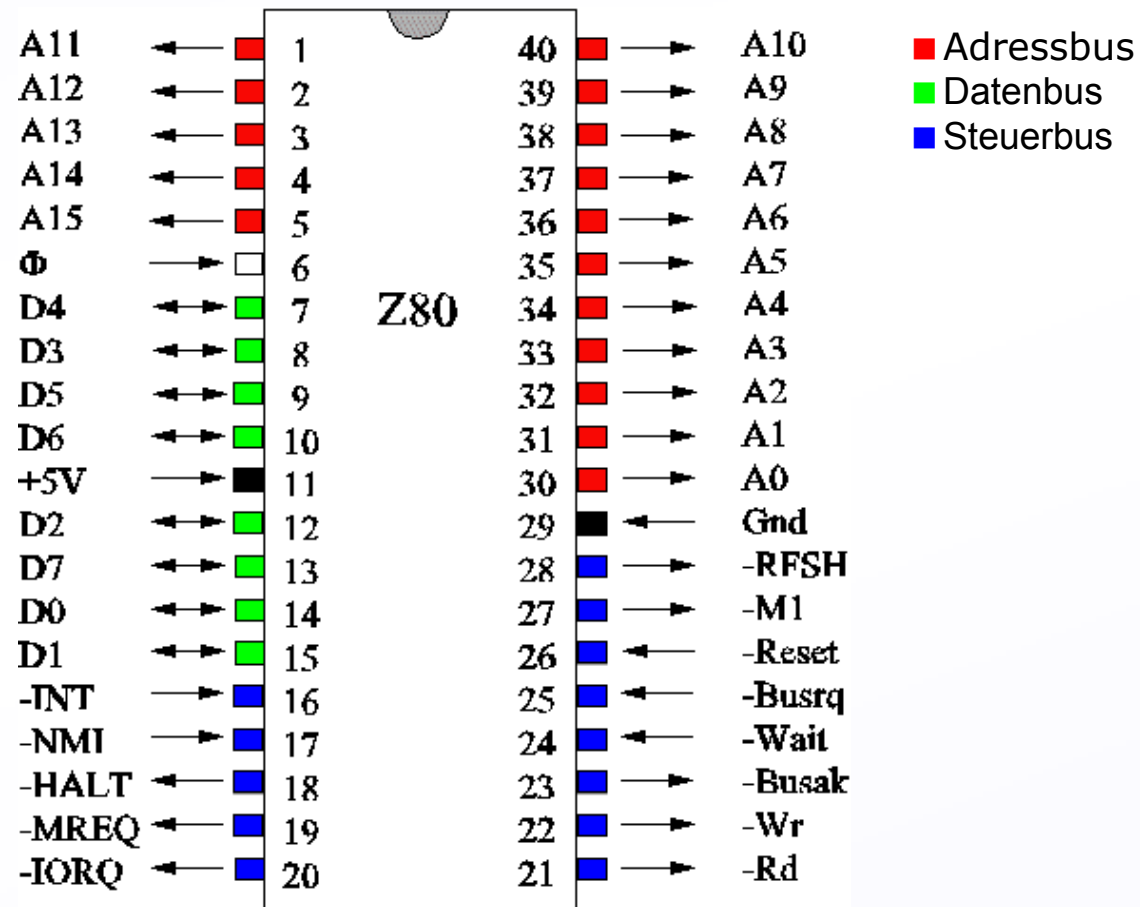 A11 1 40 A10 Adressbus
A12 2 39 A9 Datenbus
A13 3 38 A8 Steuerbus
A14 4 37 A7
A15 5 36 A6
Φ 6 35 A5
D4 7 Z80 34 A4
D3 8 33 A3
D5 9 32 A2
D6 10 31 A1
+5V 11 30 A0
D2 12 29 Gnd
D7 13 28 -RFSH
D0 14 27 -M1
D1 15 26 -Reset
-INT 16 25 -Busrq
-NMI 17 24 -Wait
-HALT 18 23 -Busak
-MREQ 19 22 -Wr
-IORQ 20 21 -Rd